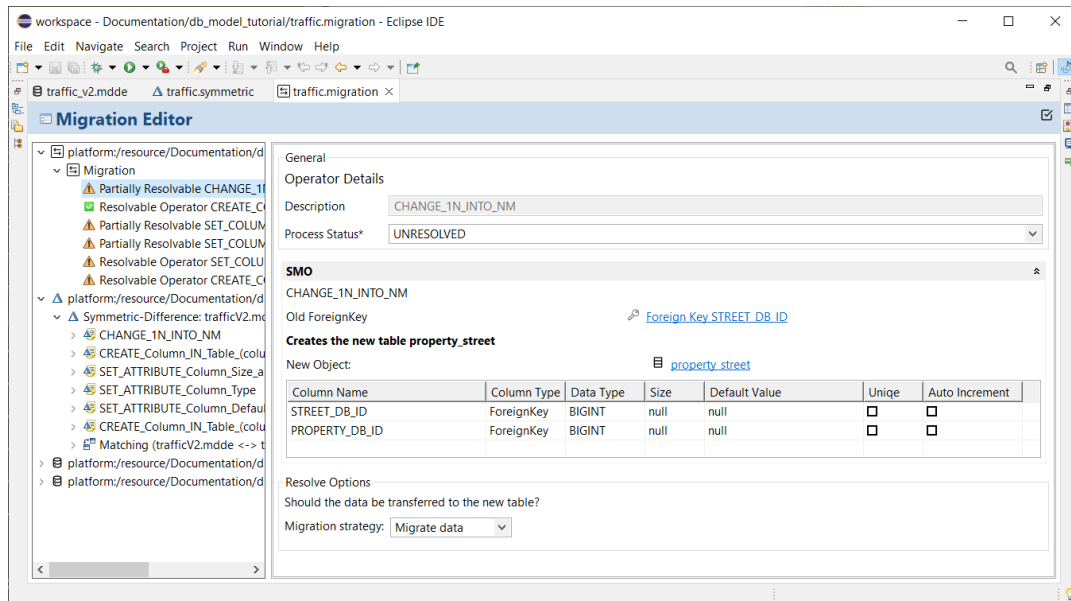 workspace - Documentation/db_model_tutorial/traffic.migration - Eclipse IDE
File Edit Navigate Search Project Run Window Help
traffic_v2.mdde traffic.symmetric traffic.migration
Migration Editor
platform:/resource/Documentation/d
Migration
Partially Resolvable CHANGE_1
Resolvable Operator CREATE_C
Partially Resolvable SET_COLUM
Partially Resolvable SET_COLUM
Resolvable Operator SET_COLU
Resolvable Operator CREATE_C
platform:/resource/Documentation/d
Symmetric-Difference: trafficV2.m
CHANGE_1N_INTO_NM
CREATE_Column_IN_Table_(colu
SET_ATTRIBUTE_Column_Size_a
SET_ATTRIBUTE_Column_Type
SET_ATTRIBUTE_Column_Defaul
CREATE_Column_IN_Table_(colu
Matching (trafficV2.mdde <-> t
platform:/resource/Documentation/d
platform:/resource/Documentation/d
General
Operator Details
Description CHANGE_1N_INTO_NM
Process Status* UNRESOLVED
SMO
CHANGE_1N_INTO_NM
Old ForeignKey Foreign Key STREET_DB_ID
Creates the new table property_street
New Object: property_street
Column Name Column Type Data Type Size Default Value Uniqe Auto Increment
STREET_DB_ID ForeignKey BIGINT null null
PROPERTY_DB_ID ForeignKey BIGINT null null
Resolve Options
Should the data be transferred to the new table?
Migration strategy: Migrate data